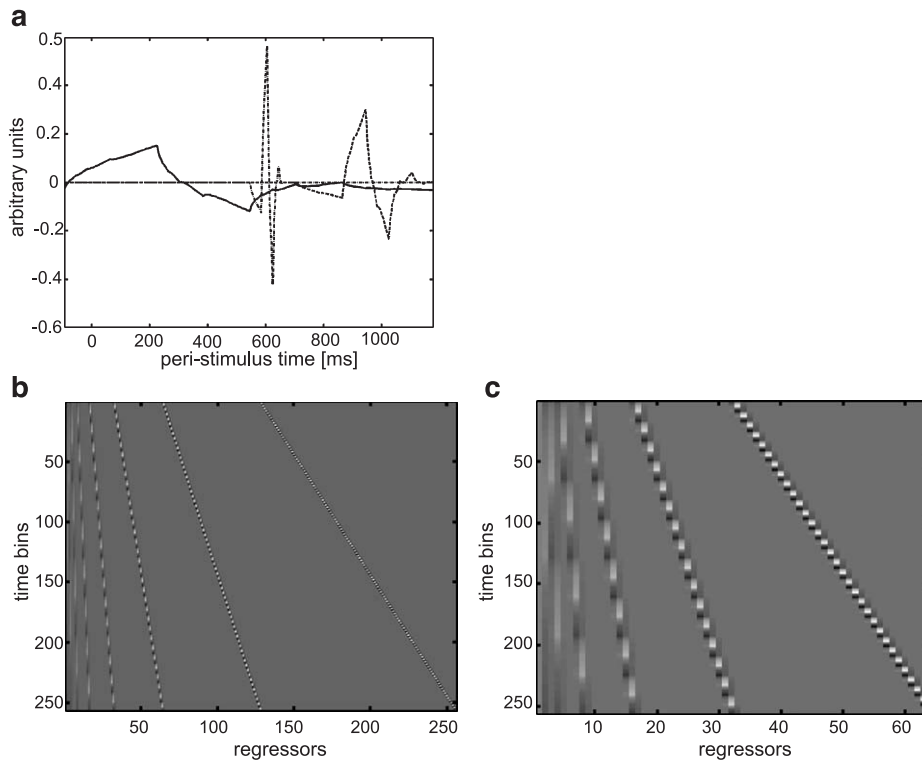 a
0.5
0.4
0.2
0
-0.2
-0.4
-0.6
arbitrary units
0 200 400 600 800 1000
peri-stimulus time [ms]
b
50
100
150
200
250
time bins
50 100 150 200 250
regressors
c
50
100
150
200
250
time bins
10 20 30 40 50 60
regressors